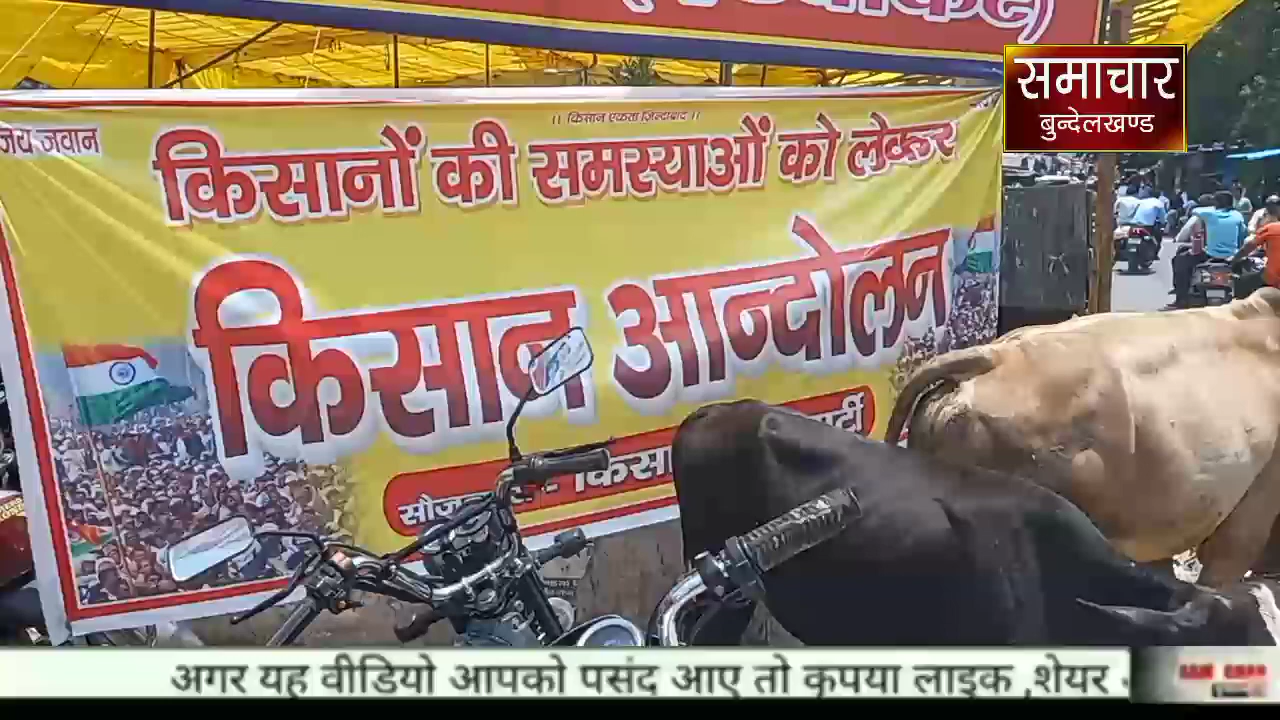 समाचार
बुन्देलखण्ड
।। किसान एकता ज़िन्दाबाद ।।
जय जवान
किसानों की समस्याओं को लेकर
किसान आन्दोलन
किसा
अगर यह वीडियो आपको पसंद आए तो कृपया लाइक ,शेयर